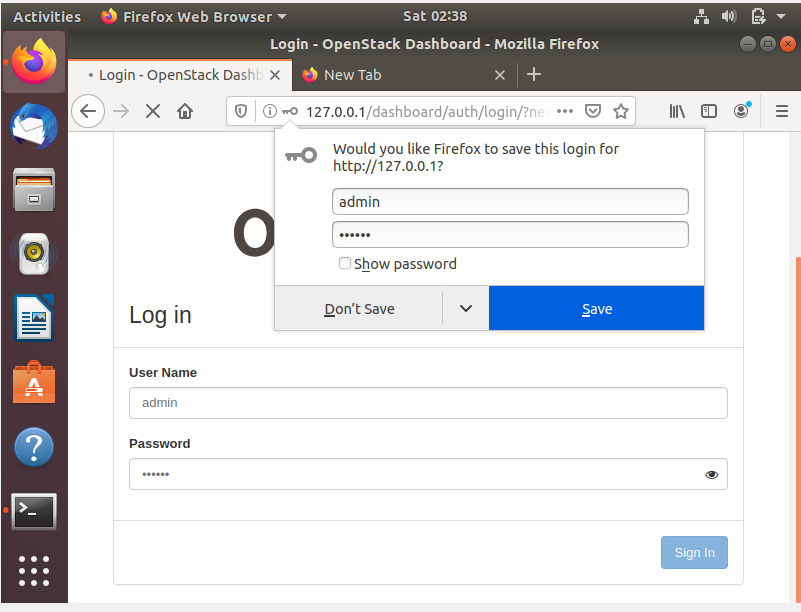 Activities Firefox Web Browser Sat 02:38
Login - OpenStack Dashboard - Mozilla Firefox
Login - OpenStack Dashb New Tab
127.0.0.1/dashboard/auth/login/?ne
Would you like Firefox to save this login for
http://127.0.0.1?
admin
••••••
Show password
Don't Save Save
Log in
User Name
admin
Password
••••••
Sign In